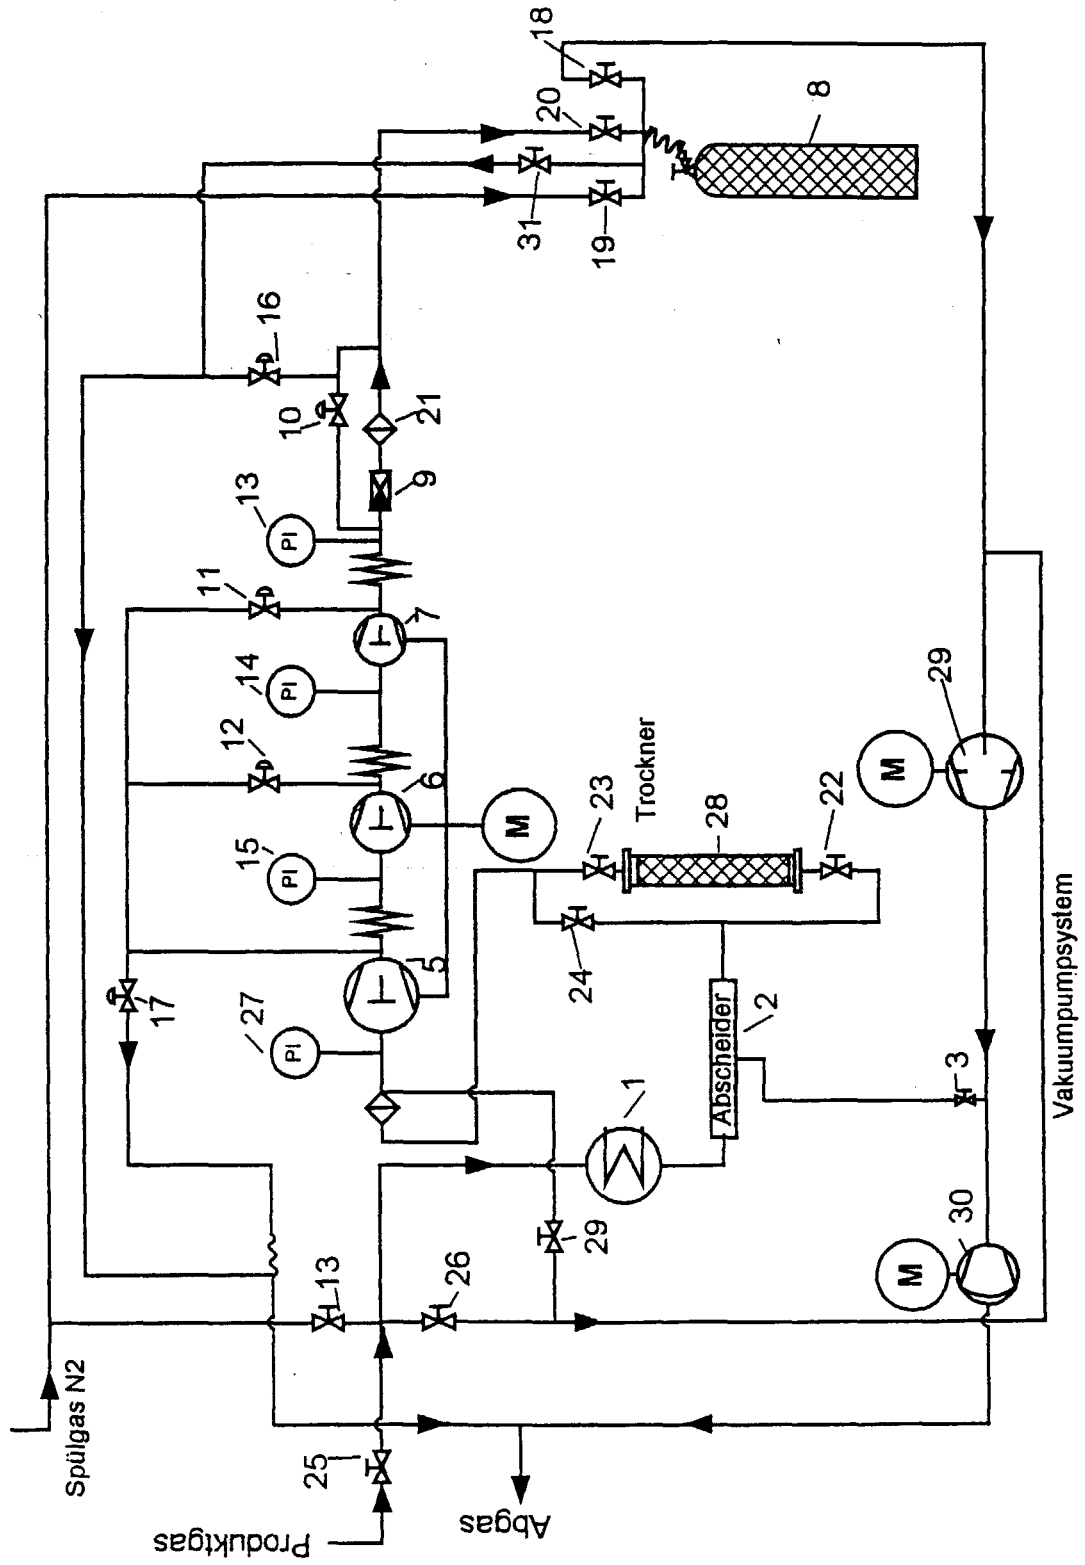 18
20
8
31
19
16
10
21
13
PI
9
11
7
14
PI
12
6
15
PI
M
5
17
27
PI
23
Trockner
28
22
24
Abscheider
2
M
29
1
3
Vakuumpumpsystem
29
M
30
13
26
Spülgas N2
25
Produktgas
Abgas